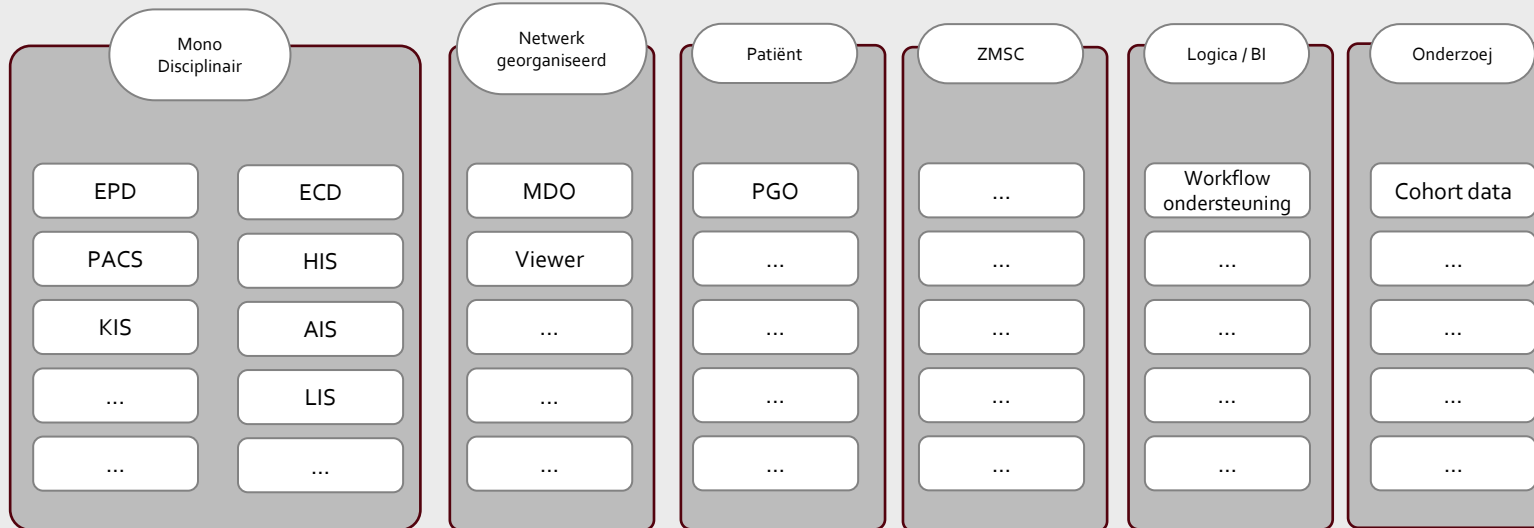 Mono
Disciplinair
Netwerk
georganiseerd
Patiënt
ZMSC
Logica / BI
Onderzoej
EPD
ECD
MDO
PGO
...
Workflow
ondersteuning
Cohort data
PACS
HIS
Viewer
...
...
...
...
KIS
AIS
...
...
...
...
...
...
LIS
...
...
...
...
...
...
...
...
...
...
...
...